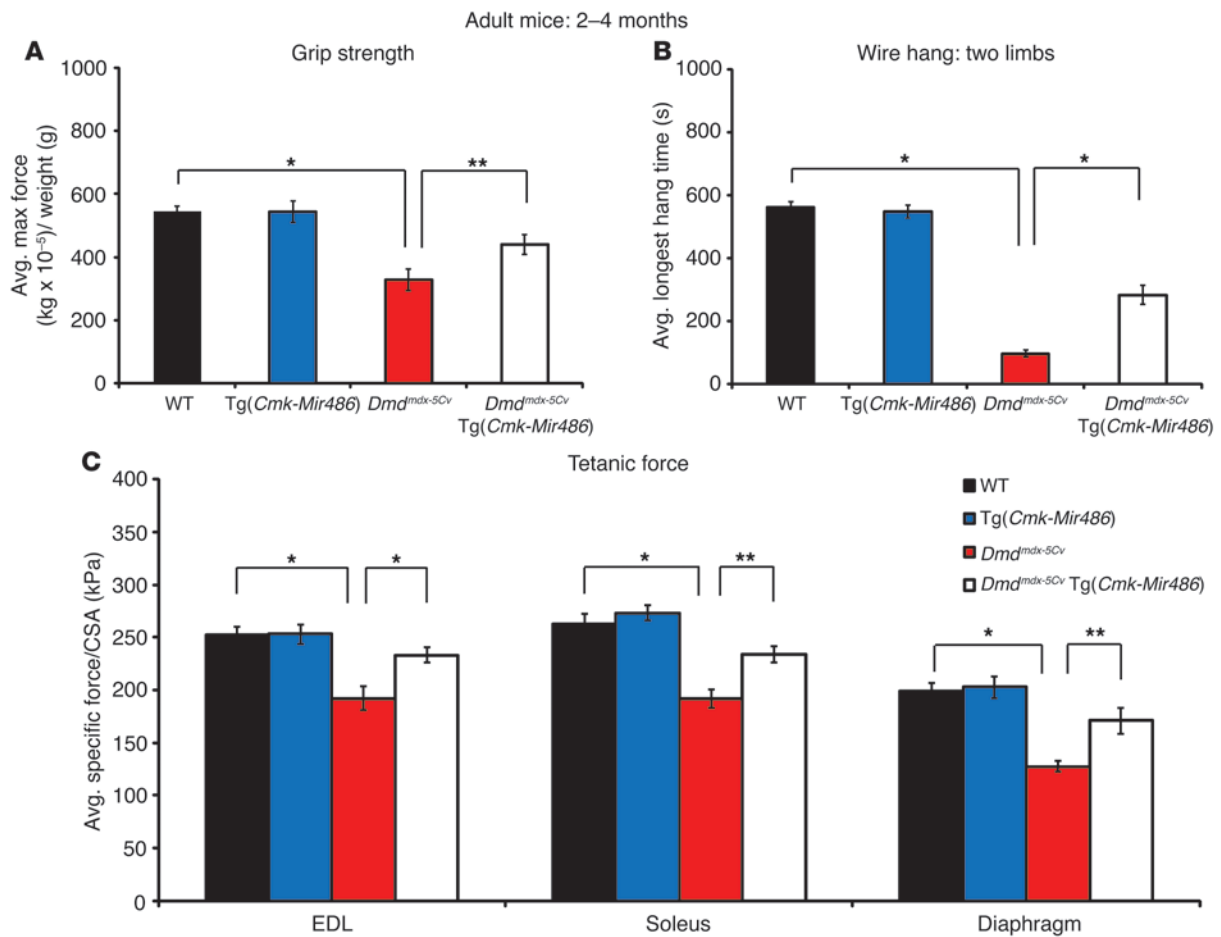 Adult mice: 2–4 months
A
Grip strength
Avg. max force
(kg x 10⁻⁵)/ weight (g)
1000
800
600
400
200
0
*
**
WT
Tg(Cmk-Mir486)
Dmdᵐᵈˣ⁻⁵ᶜᵛ
Dmdᵐᵈˣ⁻⁵ᶜᵛ
Tg(Cmk-Mir486)
B
Wire hang: two limbs
Avg. longest hang time (s)
1000
800
600
400
200
0
*
*
WT
Tg(Cmk-Mir486)
Dmdᵐᵈˣ⁻⁵ᶜᵛ
Dmdᵐᵈˣ⁻⁵ᶜᵛ
Tg(Cmk-Mir486)
C
Tetanic force
Avg. specific force/CSA (kPa)
400
350
300
250
200
150
100
50
0
*
*
*
**
*
**
WT
Tg(Cmk-Mir486)
Dmdᵐᵈˣ⁻⁵ᶜᵛ
Dmdᵐᵈˣ⁻⁵ᶜᵛ Tg(Cmk-Mir486)
EDL
Soleus
Diaphragm